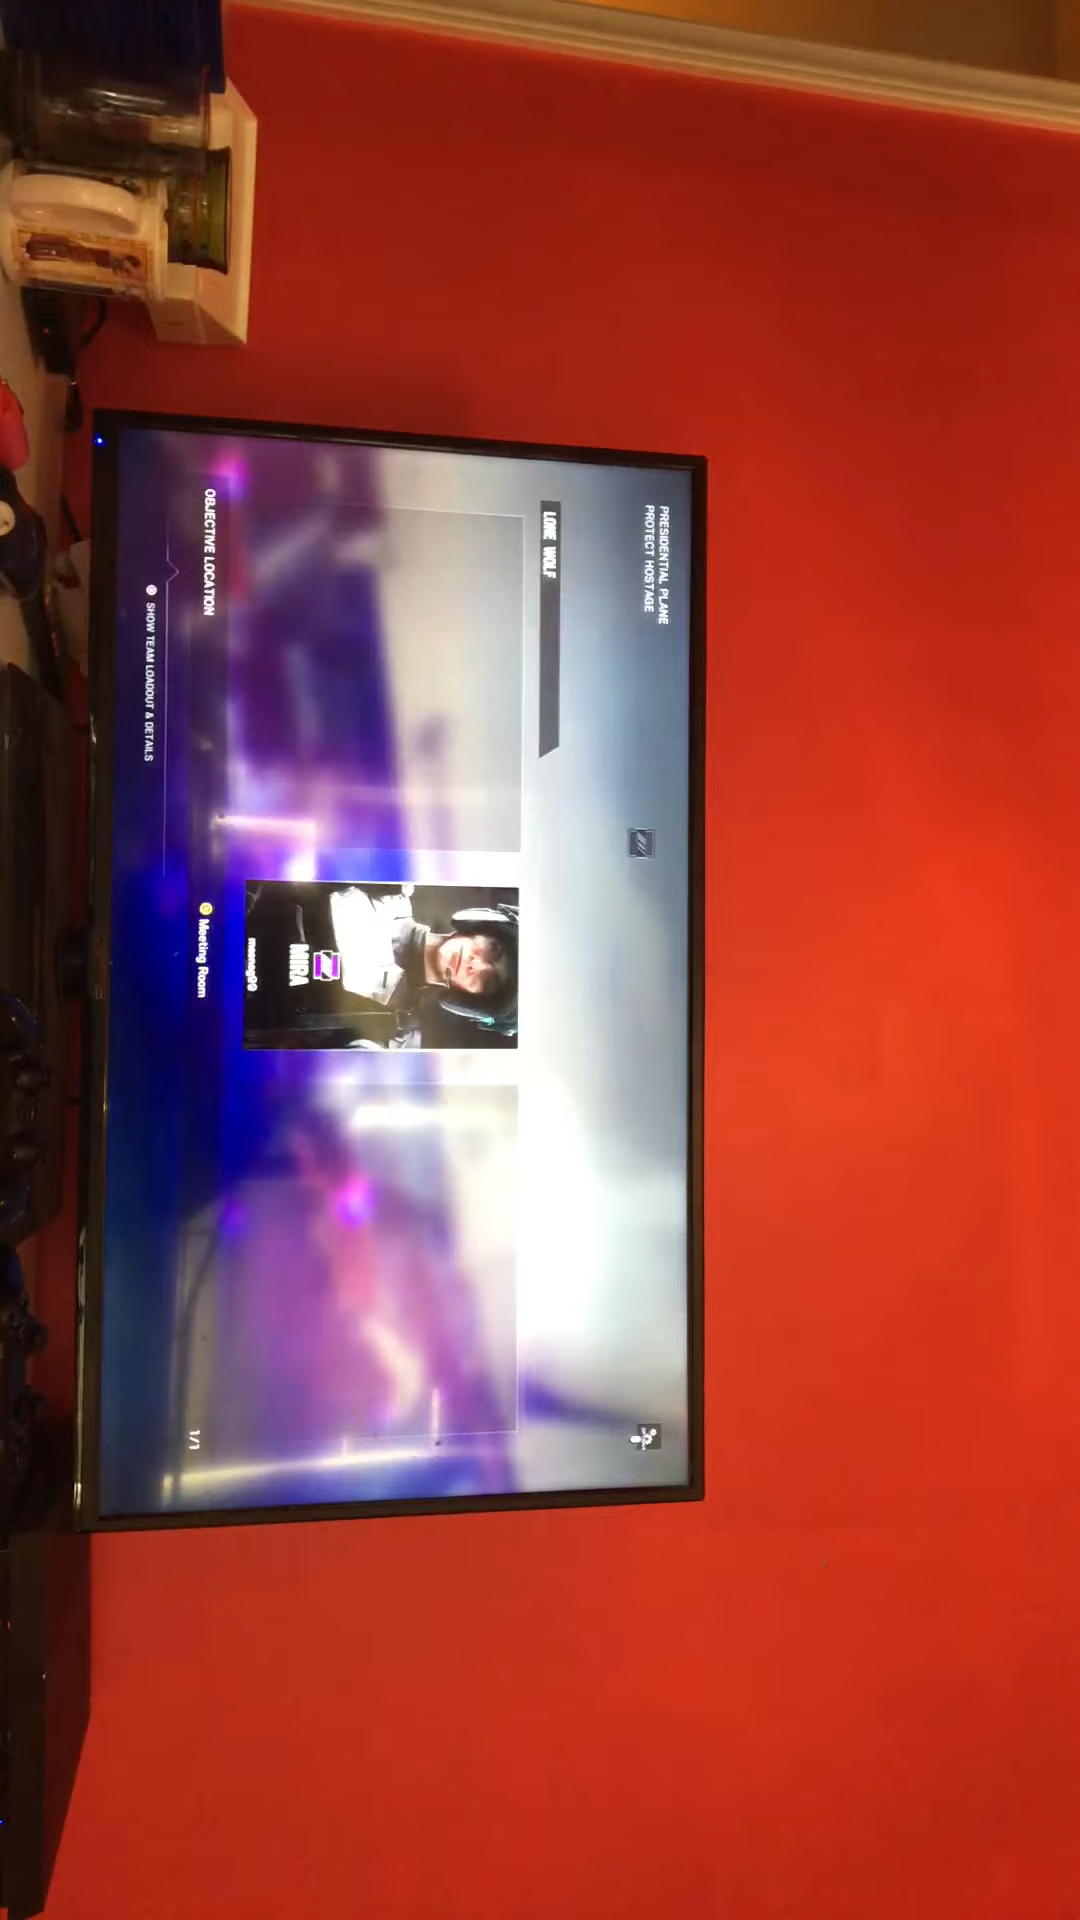 PRESIDENTIAL PLANE
PROTECT HOSTAGE
LONE WOLF
MIRA
OBJECTIVE LOCATION
Meeting Room
1/1
SHOW TEAM LOADOUT & DETAILS